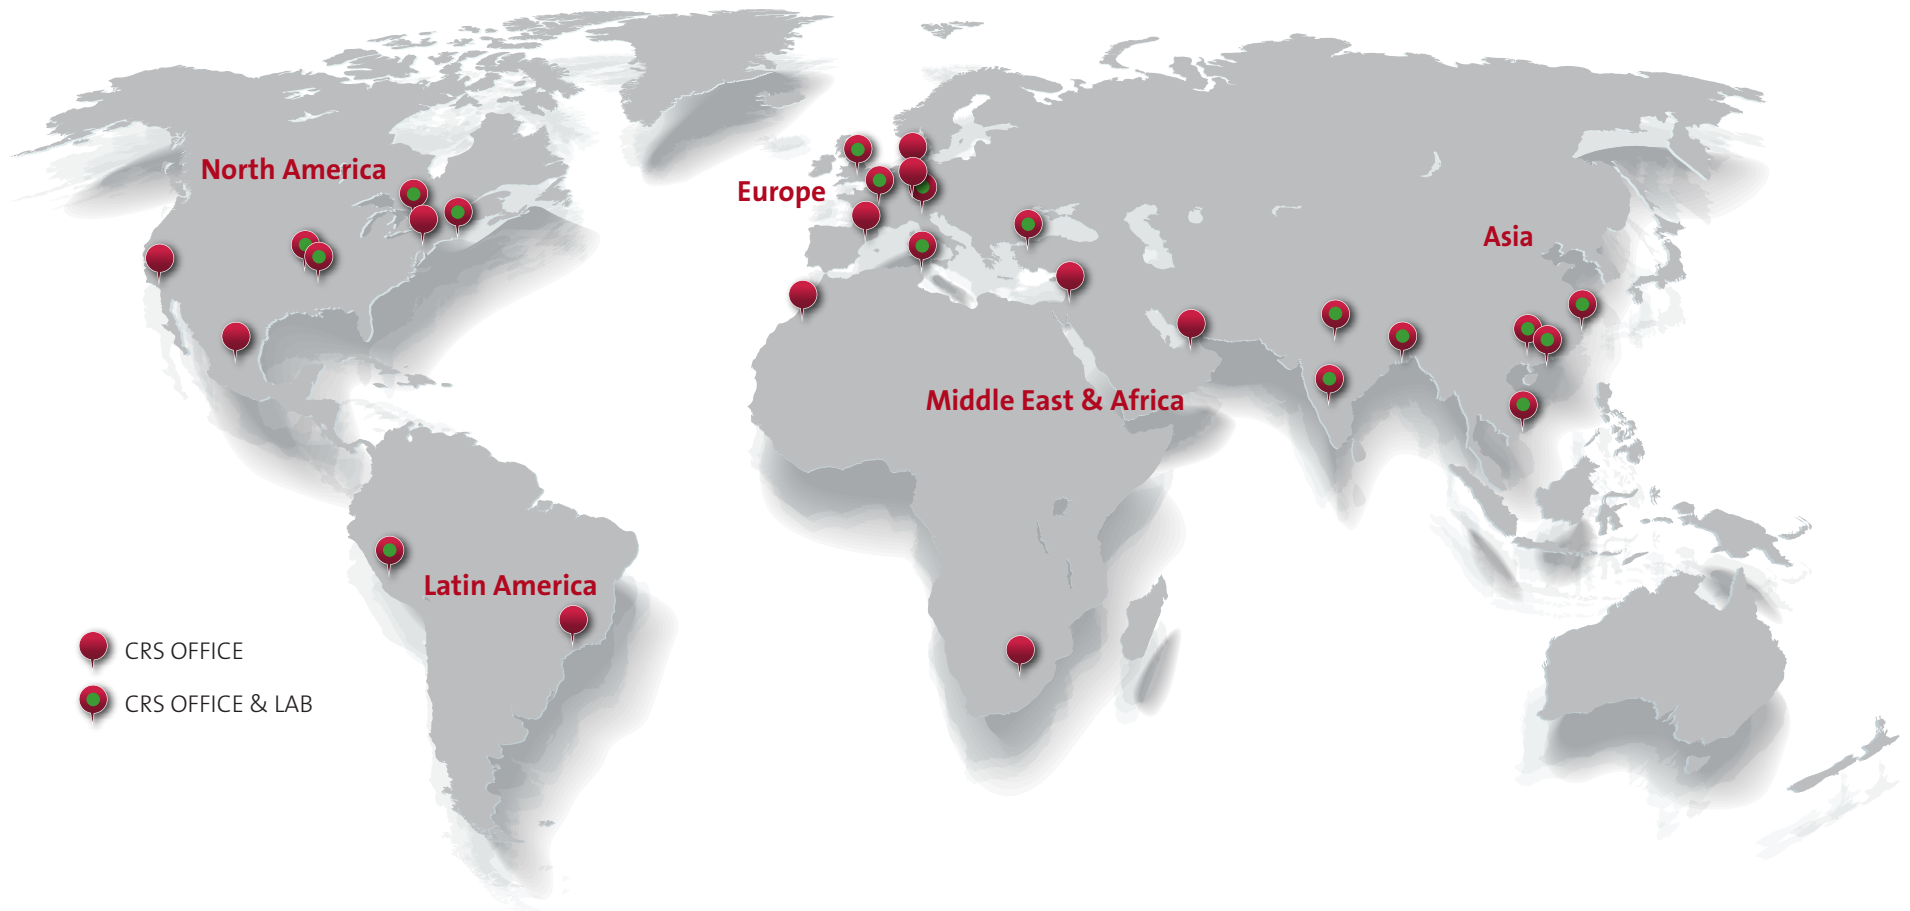 North America
Europe
Asia
Middle East & Africa
Latin America
CRS OFFICE
CRS OFFICE & LAB